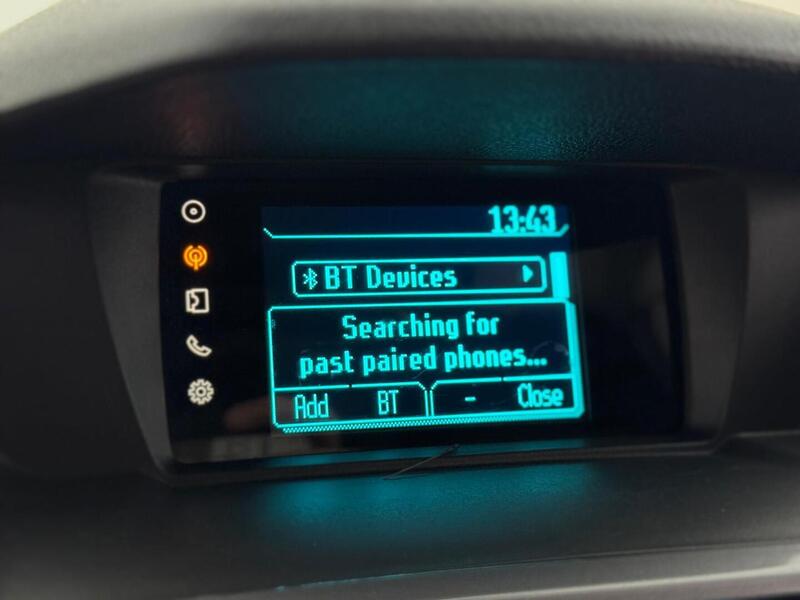 13:43
BT Devices
Searching for
past paired phones...
Add BT - Close